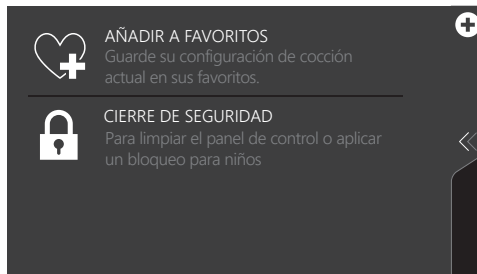 AÑADIR A FAVORITOS
Guarde su configuración de cocción
actual en sus favoritos.
CIERRE DE SEGURIDAD
Para limpiar el panel de control o aplicar
un bloqueo para niños